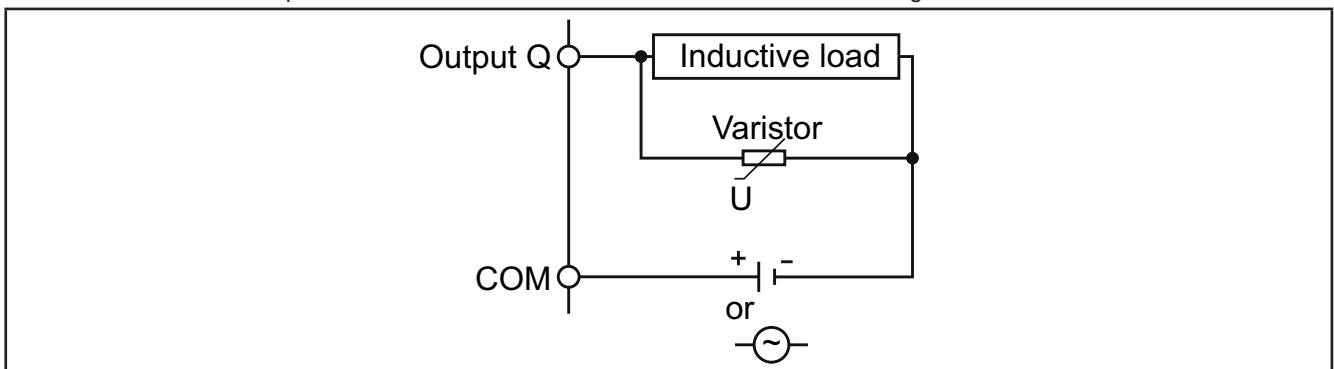 Output Q
Inductive load
Varistor
U
COM
+
–
or
~